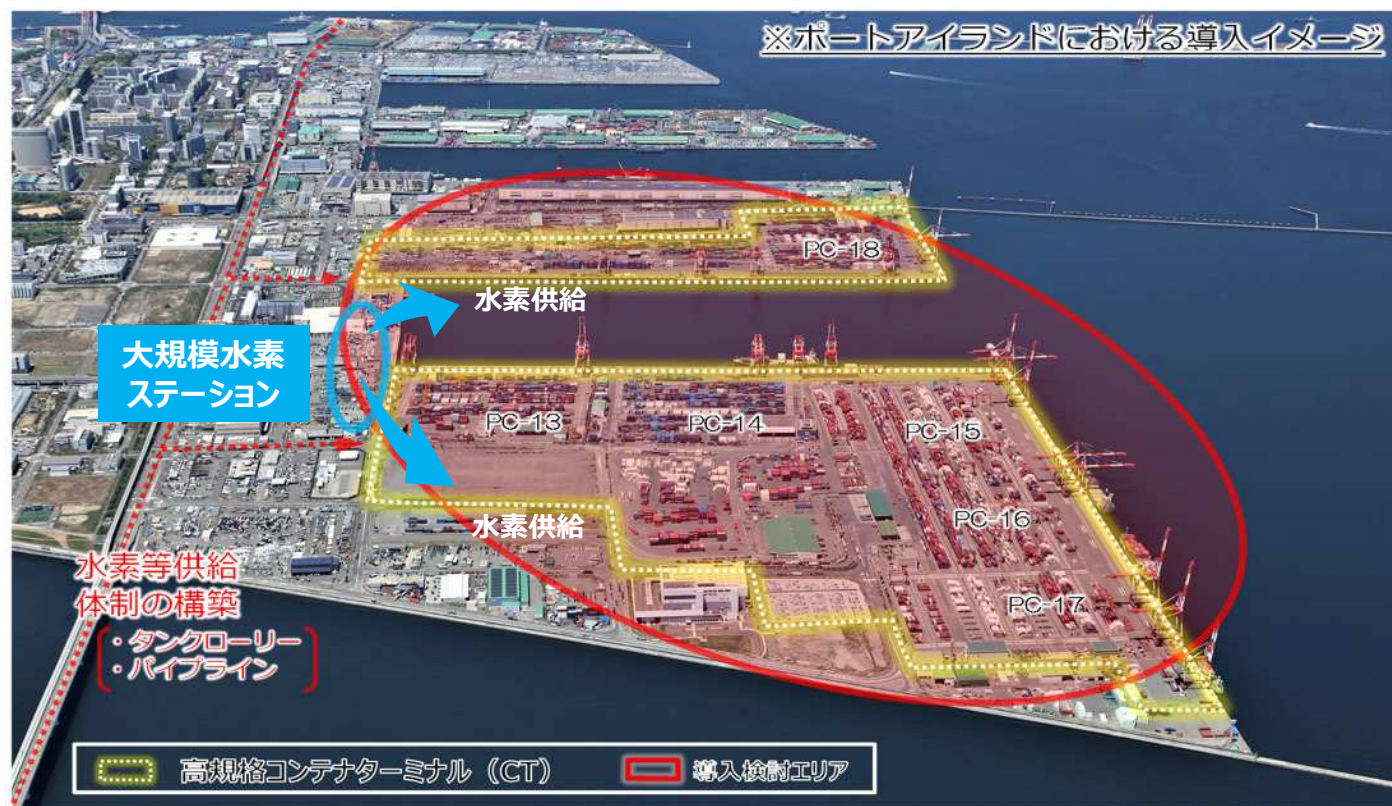 ※ポートアイランドにおける導入イメージ
PC-18
水素供給
大規模水素
ステーション
PC-13
PC-14
PC-15
PC-16
水素供給
PC-17
水素等供給
体制の構築
・タンクローリー
・パイプライン
高規格コンテナターミナル（CT）
導入検討エリア